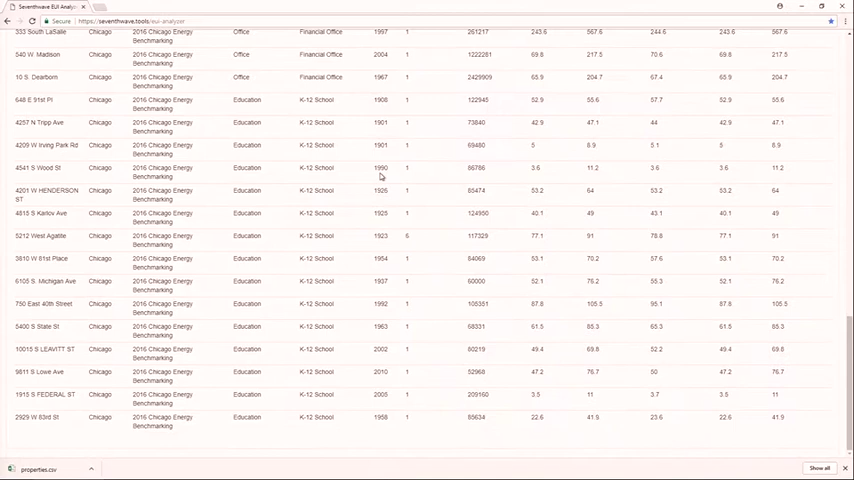 Seventhwave EUI Analyz
Secure https://seventhwave.tools/eui-analyzer
333 South LaSalle Chicago 2016 Chicago Energy Benchmarking Office Financial Office 1997 1 261217 243.6 567.6 244.6 243.6 567.6
540 W. Madison Chicago 2016 Chicago Energy Benchmarking Office Financial Office 2004 1 1222281 69.8 217.5 70.6 69.8 217.5
10 S. Dearborn Chicago 2016 Chicago Energy Benchmarking Office Financial Office 1967 1 2429909 65.9 204.7 67.4 65.9 204.7
648 E 91st Pl Chicago 2016 Chicago Energy Benchmarking Education K-12 School 1908 1 122945 52.9 55.6 57.7 52.9 55.6
4257 N Tripp Ave Chicago 2016 Chicago Energy Benchmarking Education K-12 School 1901 1 73840 42.9 47.1 44 42.9 47.1
4209 W Irving Park Rd Chicago 2016 Chicago Energy Benchmarking Education K-12 School 1901 1 69480 5 8.9 5.1 5 8.9
4541 S Wood St Chicago 2016 Chicago Energy Benchmarking Education K-12 School 1990 1 86786 3.6 11.2 3.6 3.6 11.2
4201 W HENDERSON ST Chicago 2016 Chicago Energy Benchmarking Education K-12 School 1926 1 85474 53.2 64 53.2 53.2 64
4815 S Karlov Ave Chicago 2016 Chicago Energy Benchmarking Education K-12 School 1925 1 124950 40.1 49 43.1 40.1 49
5212 West Agatite Chicago 2016 Chicago Energy Benchmarking Education K-12 School 1923 6 117329 77.1 91 78.8 77.1 91
3810 W 81st Place Chicago 2016 Chicago Energy Benchmarking Education K-12 School 1954 1 84069 53.1 70.2 57.6 53.1 70.2
6105 S. Michigan Ave Chicago 2016 Chicago Energy Benchmarking Education K-12 School 1937 1 60000 52.1 76.2 55.3 52.1 76.2
750 East 40th Street Chicago 2016 Chicago Energy Benchmarking Education K-12 School 1992 1 105351 87.8 105.5 95.1 87.8 105.5
5400 S State St Chicago 2016 Chicago Energy Benchmarking Education K-12 School 1963 1 68331 61.5 85.3 65.3 61.5 85.3
10015 S LEAVITT ST Chicago 2016 Chicago Energy Benchmarking Education K-12 School 2002 1 80219 49.4 69.8 52.2 49.4 69.8
9811 S Lowe Ave Chicago 2016 Chicago Energy Benchmarking Education K-12 School 2010 1 52968 47.2 76.7 50 47.2 76.7
1915 S FEDERAL ST Chicago 2016 Chicago Energy Benchmarking Education K-12 School 2005 1 209160 3.5 11 3.7 3.5 11
2929 W 83rd St Chicago 2016 Chicago Energy Benchmarking Education K-12 School 1958 1 85634 22.6 41.9 23.6 22.6 41.9
properties.csv Show all